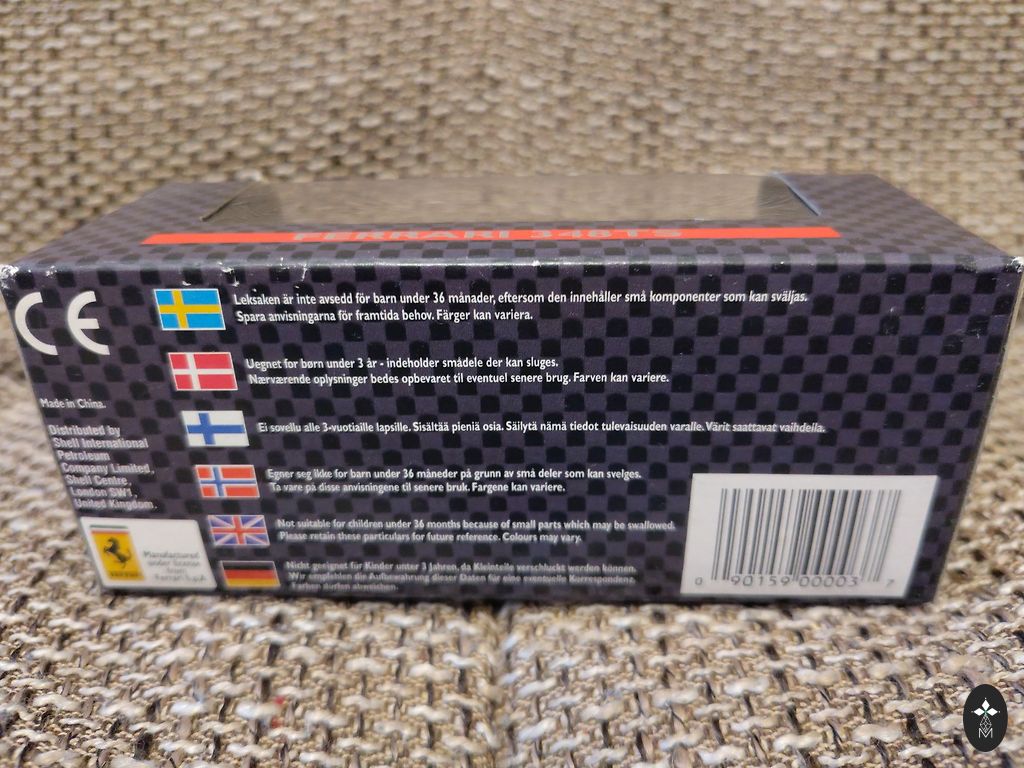 FERRARI 348TS
CE
Leksaken är inte avsedd för barn under 36 månader, eftersom den innehåller små komponenter som kan sväljas.
Spara anvisningarna för framtida behov. Färger kan variera.
Uegnet for børn under 3 år - indeholder smådele der kan sluges.
Nærværende oplysninger bedes opbevaret til eventuel senere brug. Farven kan variere.
Made in China.
Distributed by
Shell International
Petroleum
Company Limited,
Shell Centre,
London SW1,
United Kingdom.
Ei sovellu alle 3-vuotiaille lapsille. Sisältää pieniä osia. Säilytä nämä tiedot tulevaisuuden varalle. Värit saattavat vaihdella.
Egner seg ikke for barn under 36 måneder på grunn av små deler som kan svelges.
Ta vare på disse anvisningene til senere bruk. Fargene kan variere.
Not suitable for children under 36 months because of small parts which may be swallowed.
Please retain these particulars for future reference. Colours may vary.
Nicht geeignet für Kinder unter 3 Jahren, da Kleinteile verschluckt werden können.
Wir empfehlen die Aufbewahrung dieser Daten für eine eventuelle Korrespondenz.
Farben dürfen abweichen.
Manufactured
under licence
from
Ferrari S.p.A
0 90159 00003 7
M